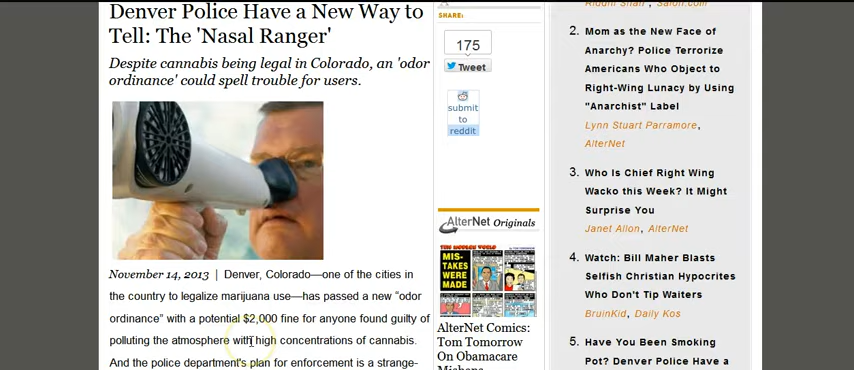 Denver Police Have a New Way to
Tell: The 'Nasal Ranger'
Despite cannabis being legal in Colorado, an 'odor
ordinance' could spell trouble for users.
November 14, 2013 | Denver, Colorado—one of the cities in
the country to legalize marijuana use—has passed a new “odor
ordinance” with a potential $2,000 fine for anyone found guilty of
polluting the atmosphere with high concentrations of cannabis.
And the police department's plan for enforcement is a strange-
SHARE:
175
Tweet
submit
to
reddit
AlterNet Originals
MIS-
TAKES
WERE
MADE
AlterNet Comics:
Tom Tomorrow
On Obamacare
2. Mom as the New Face of
Anarchy? Police Terrorize
Americans Who Object to
Right-Wing Lunacy by Using
"Anarchist" Label
Lynn Stuart Parramore,
AlterNet
3. Who Is Chief Right Wing
Wacko this Week? It Might
Surprise You
Janet Allon, AlterNet
4. Watch: Bill Maher Blasts
Selfish Christian Hypocrites
Who Don't Tip Waiters
BruinKid, Daily Kos
5. Have You Been Smoking
Pot? Denver Police Have a